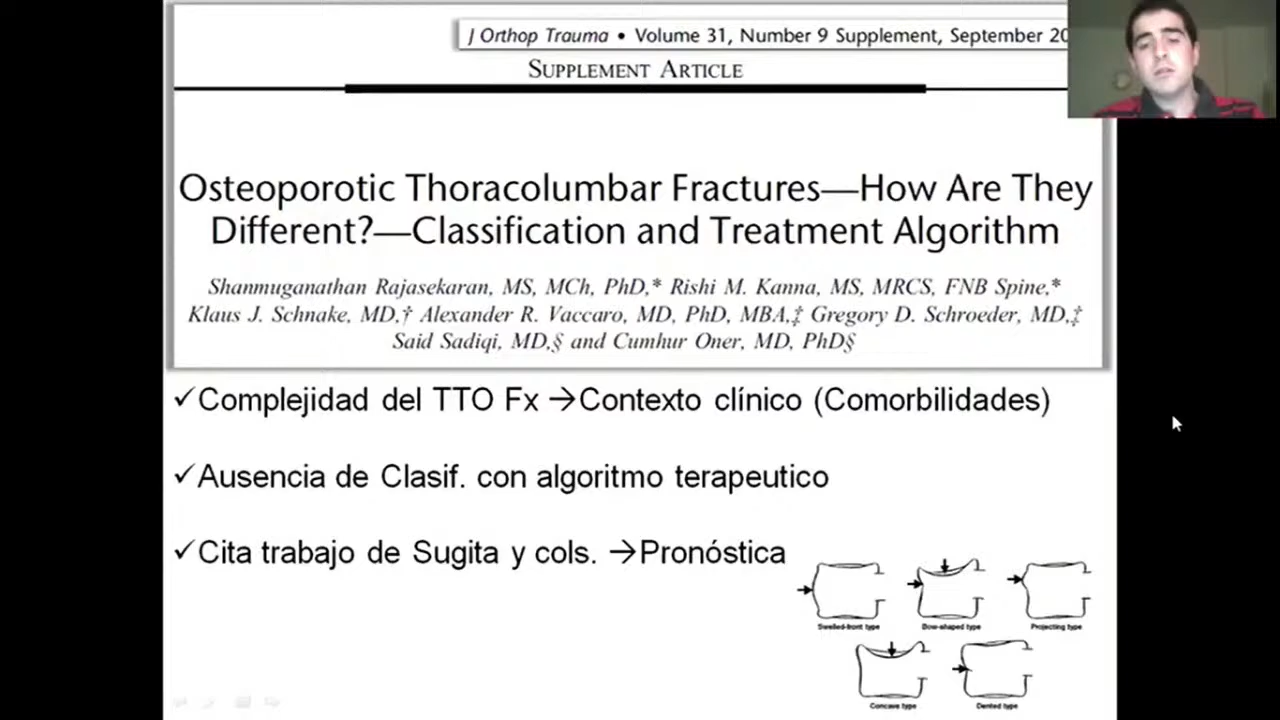 J Orthop Trauma • Volume 31, Number 9 Supplement, September 20
SUPPLEMENT ARTICLE
Osteoporotic Thoracolumbar Fractures—How Are They
Different?—Classification and Treatment Algorithm
Shanmuganathan Rajasekaran, MS, MCh, PhD,* Rishi M. Kanna, MS, MRCS, FNB Spine,*
Klaus J. Schnake, MD,† Alexander R. Vaccaro, MD, PhD, MBA,‡ Gregory D. Schroeder, MD,‡
Said Sadiqi, MD,§ and Cumhur Oner, MD, PhD§
✓Complejidad del TTO Fx →Contexto clínico (Comorbilidades)
✓Ausencia de Clasif. con algoritmo terapeutico
✓Cita trabajo de Sugita y cols. →Pronóstica
Swelled-front type
Bow-shaped type
Projecting type
Concave type
Dented type